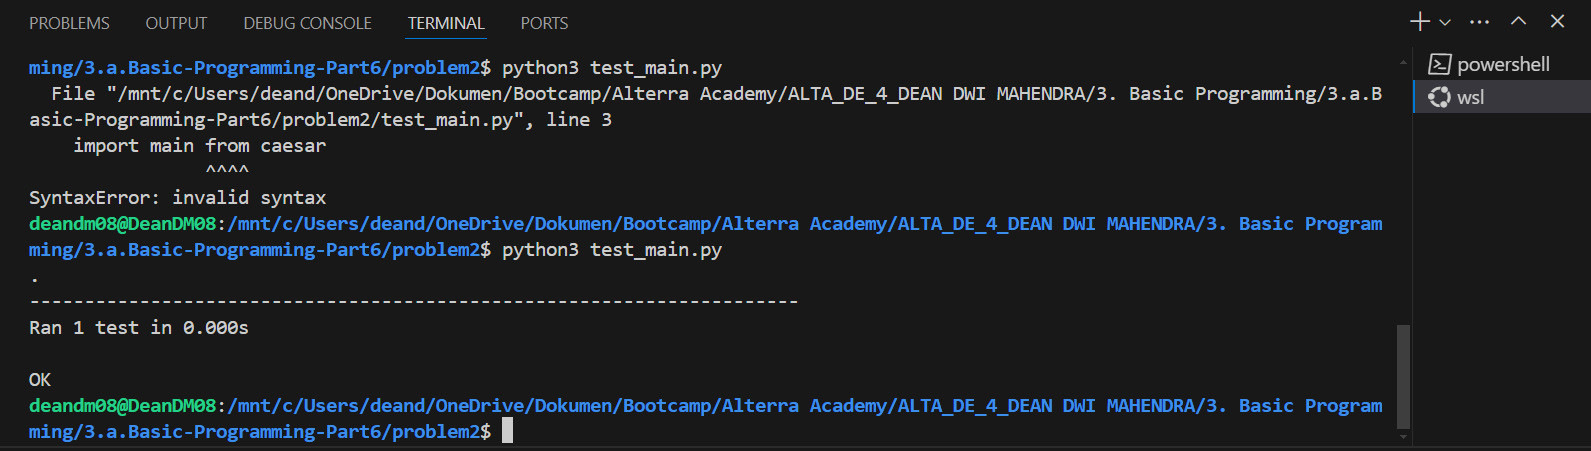 PROBLEMS OUTPUT DEBUG CONSOLE TERMINAL PORTS
ming/3.a.Basic-Programming-Part6/problem2$ python3 test_main.py
powershell
File "/mnt/c/Users/deand/OneDrive/Dokumen/Bootcamp/Alterra Academy/ALTA_DE_4_DEAN DWI MAHENDRA/3. Basic Programming/3.a.B
wsl
asic-Programming-Part6/problem2/test_main.py", line 3
import main from caesar
^^^^
SyntaxError: invalid syntax
deandm08@DeanDM08:/mnt/c/Users/deand/OneDrive/Dokumen/Bootcamp/Alterra Academy/ALTA_DE_4_DEAN DWI MAHENDRA/3. Basic Program
ming/3.a.Basic-Programming-Part6/problem2$ python3 test_main.py
.
----------------------------------------------------------------------
Ran 1 test in 0.000s
OK
deandm08@DeanDM08:/mnt/c/Users/deand/OneDrive/Dokumen/Bootcamp/Alterra Academy/ALTA_DE_4_DEAN DWI MAHENDRA/3. Basic Program
ming/3.a.Basic-Programming-Part6/problem2$